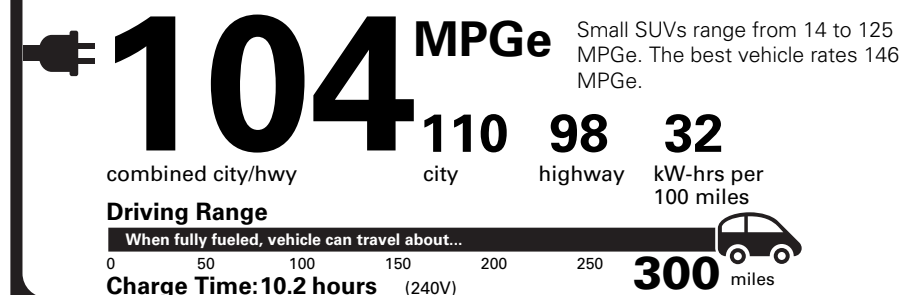 104 MPGe
Small SUVs range from 14 to 125
MPGe. The best vehicle rates 146
MPGe.
110 98 32
combined city/hwy city highway kW-hrs per
100 miles
Driving Range
When fully fueled, vehicle can travel about...
0 50 100 150 200 250 300 miles
Charge Time: 10.2 hours (240V)